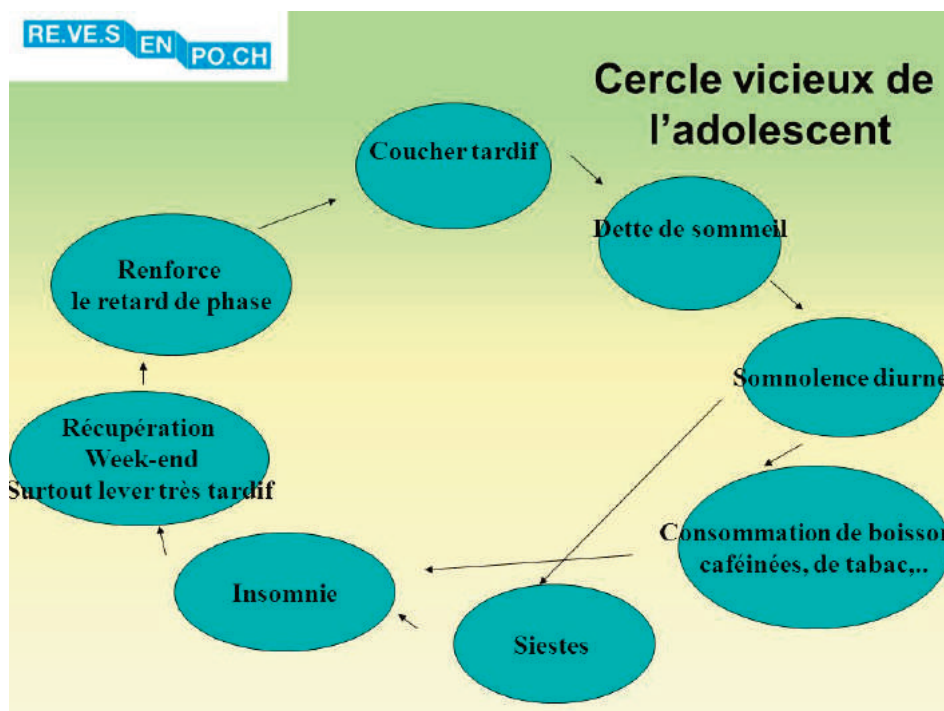 RE.VE.S EN PO.CH
Cercle vicieux de
l'adolescent
Coucher tardif
Dette de sommeil
Somnolence diurne
Consommation de boisson
caféinées, de tabac,..
Siestes
Insomnie
Récupération
Week-end
Surtout lever très tardif
Renforce
le retard de phase